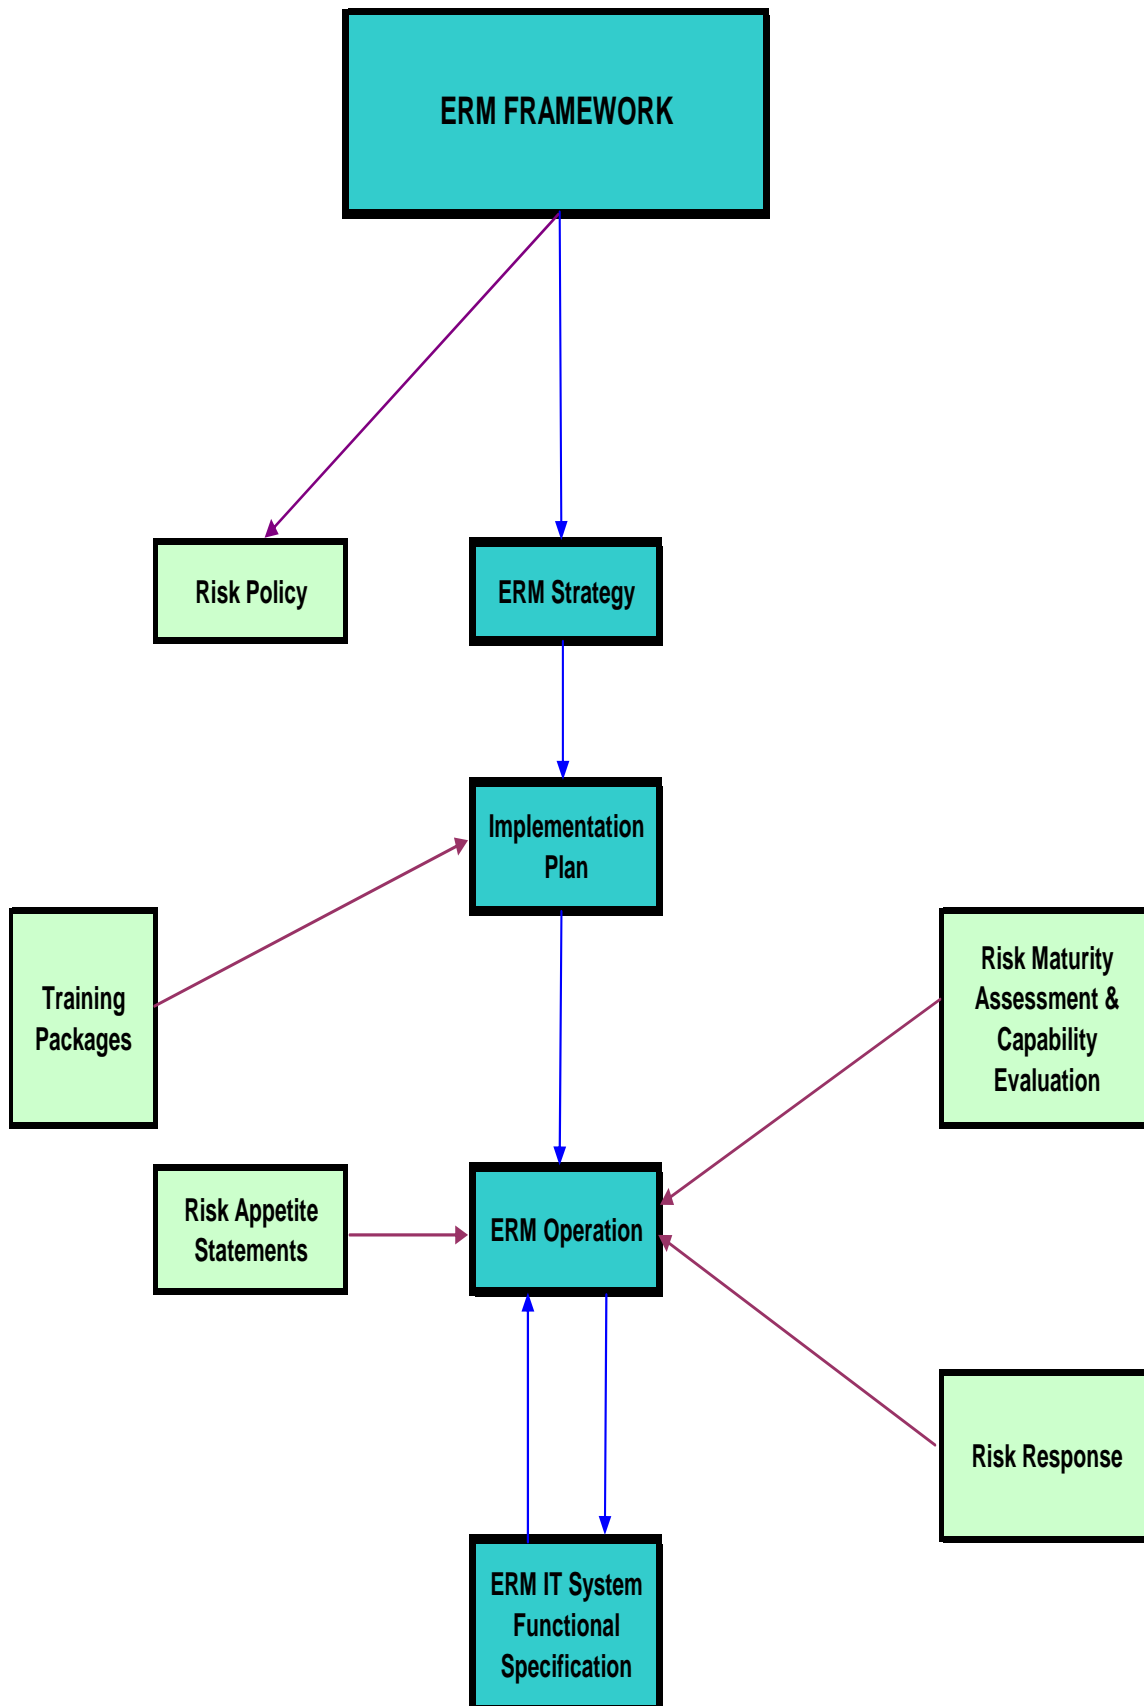 ERM FRAMEWORK
Risk Policy
ERM Strategy
Implementation
Plan
Training
Packages
Risk Maturity
Assessment &
Capability
Evaluation
Risk Appetite
Statements
ERM Operation
Risk Response
ERM IT System
Functional
Specification